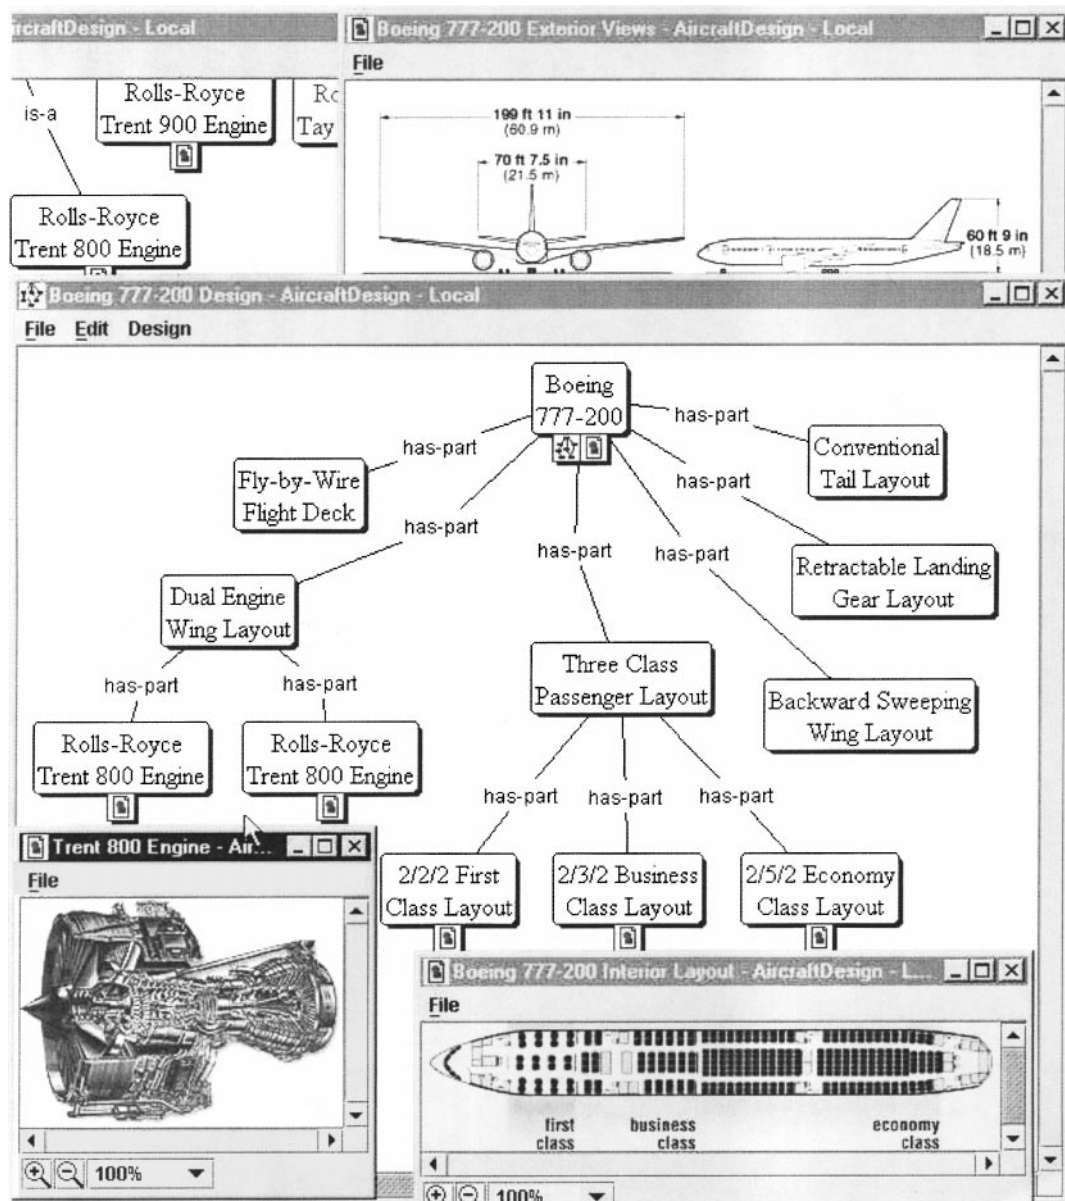 ircraftDesign - Local
is-a
Rolls-Royce
Trent 900 Engine
Ro
Tay
Rolls-Royce
Trent 800 Engine
Boeing 777-200 Exterior Views - AircraftDesign - Local
File
199 ft 11 in
(60.9 m)
70 ft 7.5 in
(21.5 m)
60 ft 9 in
(18.5 m)
Boeing 777-200 Design - AircraftDesign - Local
File Edit Design
Boeing
777-200
has-part
has-part
has-part
has-part
has-part
has-part
Fly-by-Wire
Flight Deck
Conventional
Tail Layout
Retractable Landing
Gear Layout
Dual Engine
Wing Layout
Three Class
Passenger Layout
Backward Sweeping
Wing Layout
has-part
has-part
Rolls-Royce
Trent 800 Engine
Rolls-Royce
Trent 800 Engine
has-part
has-part
has-part
2/2/2 First
Class Layout
2/3/2 Business
Class Layout
2/5/2 Economy
Class Layout
Trent 800 Engine - Air...
File
100%
Boeing 777-200 Interior Layout - AircraftDesign - L...
File
first
class
business
class
economy
class
100%